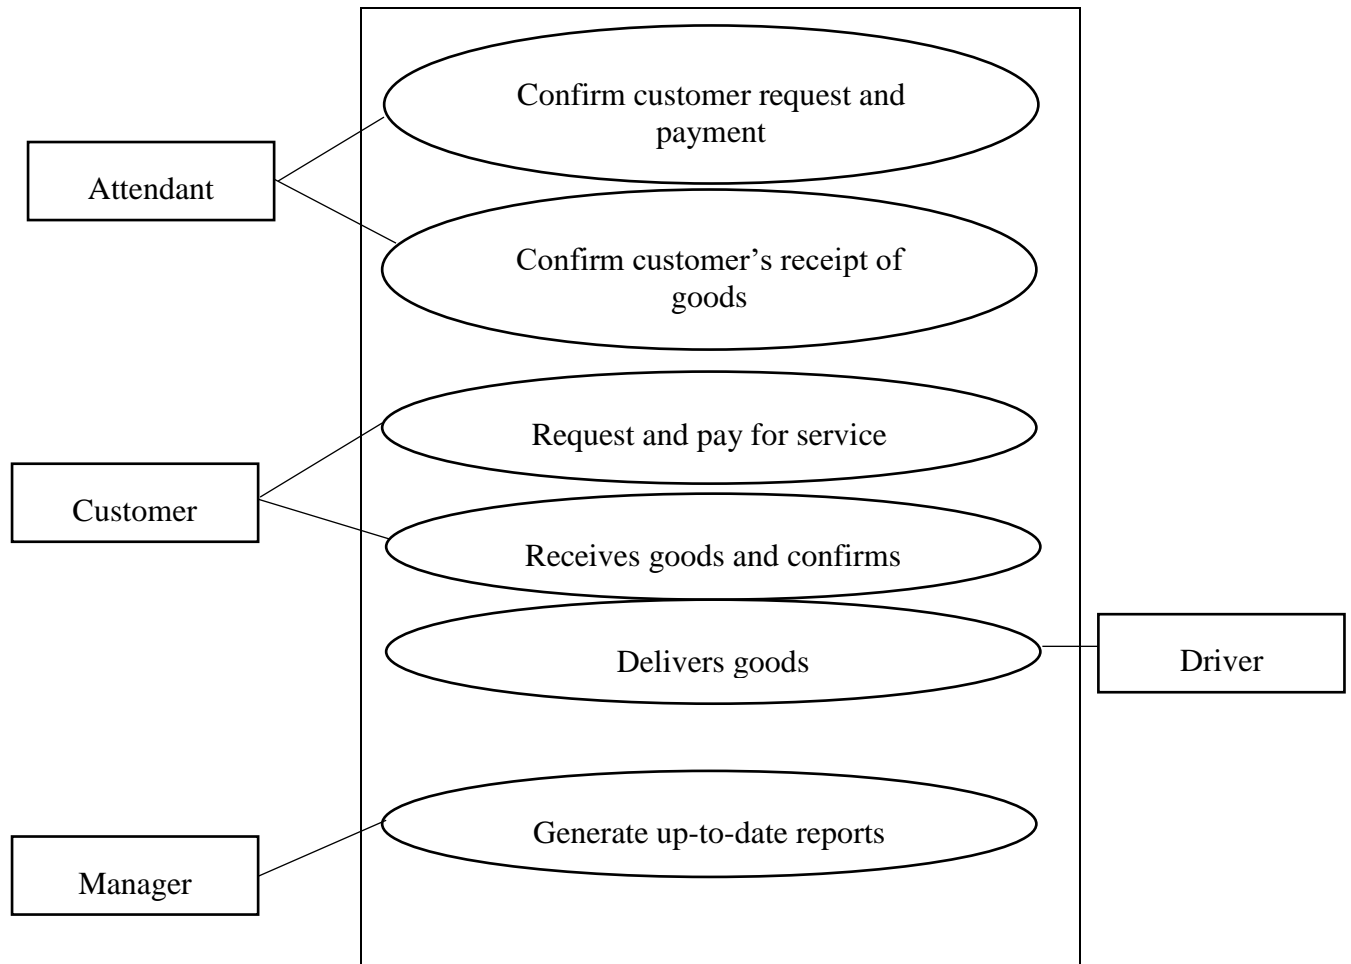 Confirm customer request and
payment
Attendant
Confirm customer’s receipt of
goods
Request and pay for service
Customer
Receives goods and confirms
Delivers goods
Driver
Generate up-to-date reports
Manager